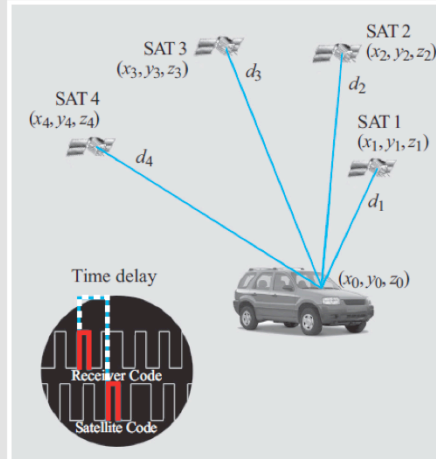 SAT 3
(x₃, y₃, z₃)
d₃
SAT 2
(x₂, y₂, z₂)
d₂
SAT 4
(x₄, y₄, z₄)
d₄
SAT 1
(x₁, y₁, z₁)
d₁
(x₀, y₀, z₀)
Time delay
Receiver Code
Satellite Code